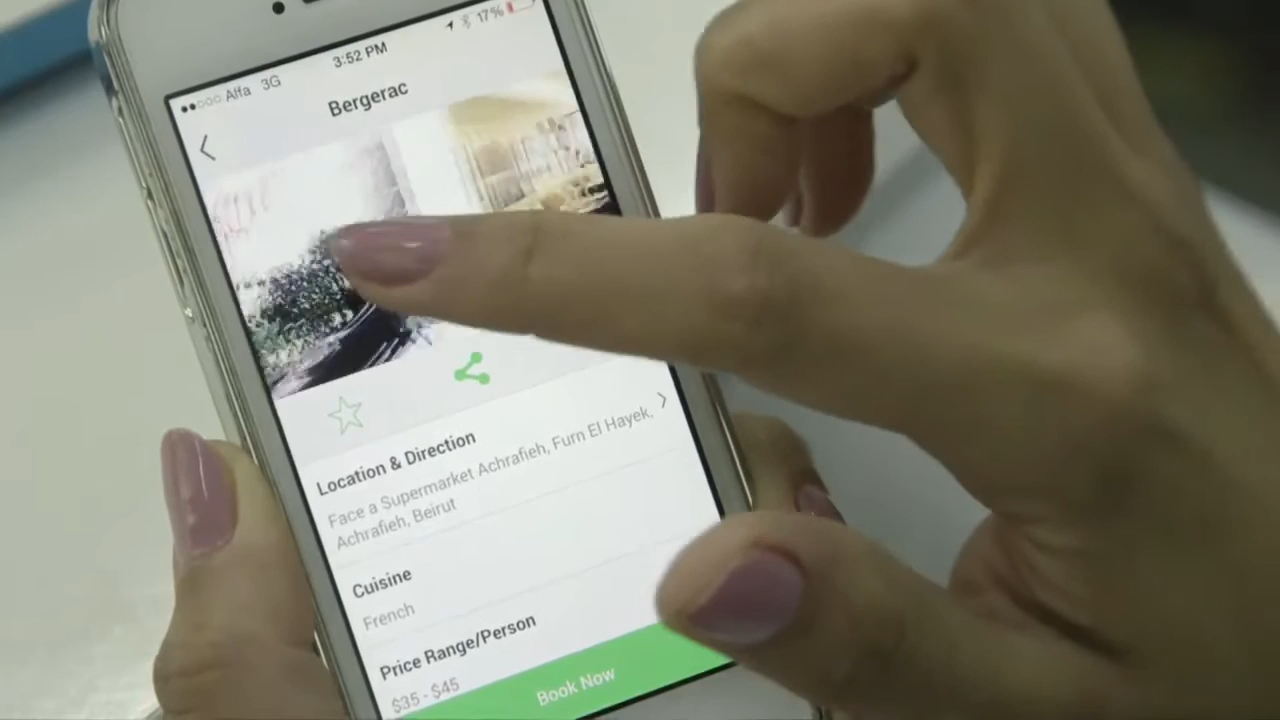 Alfa 3G 3:52 PM 17%
Bergerac
Location & Direction
Face a Supermarket Achrafieh, Furn El Hayek,
Achrafieh, Beirut
Cuisine
French
Price Range/Person
$35 - $45
Book Now